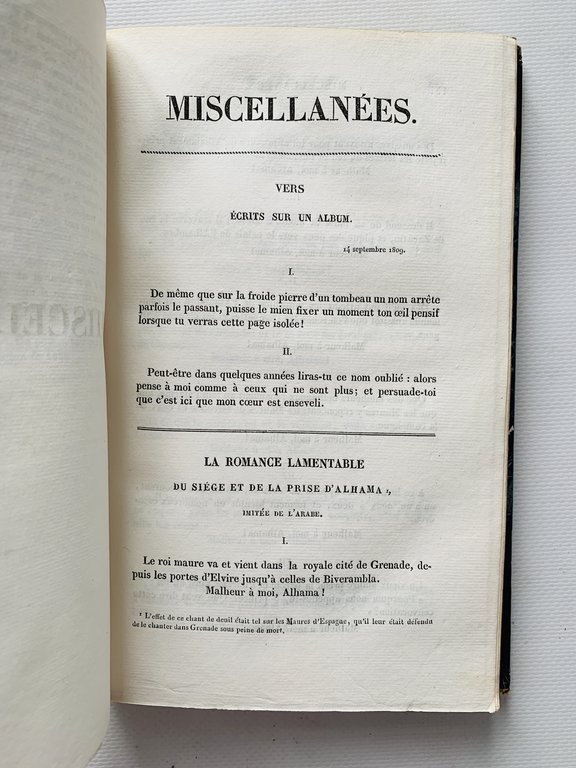 MISCELLANÉES.
VERS
ÉCRITS SUR UN ALBUM.
14 septembre 1809.
I.
De même que sur la froide pierre d'un tombeau un nom arrête
parfois le passant, puisse le mien fixer un moment ton œil pensif
lorsque tu verras cette page isolée!
II.
Peut-être dans quelques années liras-tu ce nom oublié : alors
pense à moi comme à ceux qui ne sont plus; et persuade-toi
que c'est ici que mon cœur est enseveli.
LA ROMANCE LAMENTABLE
DU SIÉGE ET DE LA PRISE D'ALHAMA ¹,
IMITÉE DE L'ARABE.
I.
Le roi maure va et vient dans la royale cité de Grenade, de-
puis les portes d'Elvire jusqu'à celles de Biverambla.
Malheur à moi, Alhama !
¹ L'effet de ce chant de deuil était tel sur les Maures d'Espagne, qu'il leur était défendu
de le chanter dans Grenade sous peine de mort.